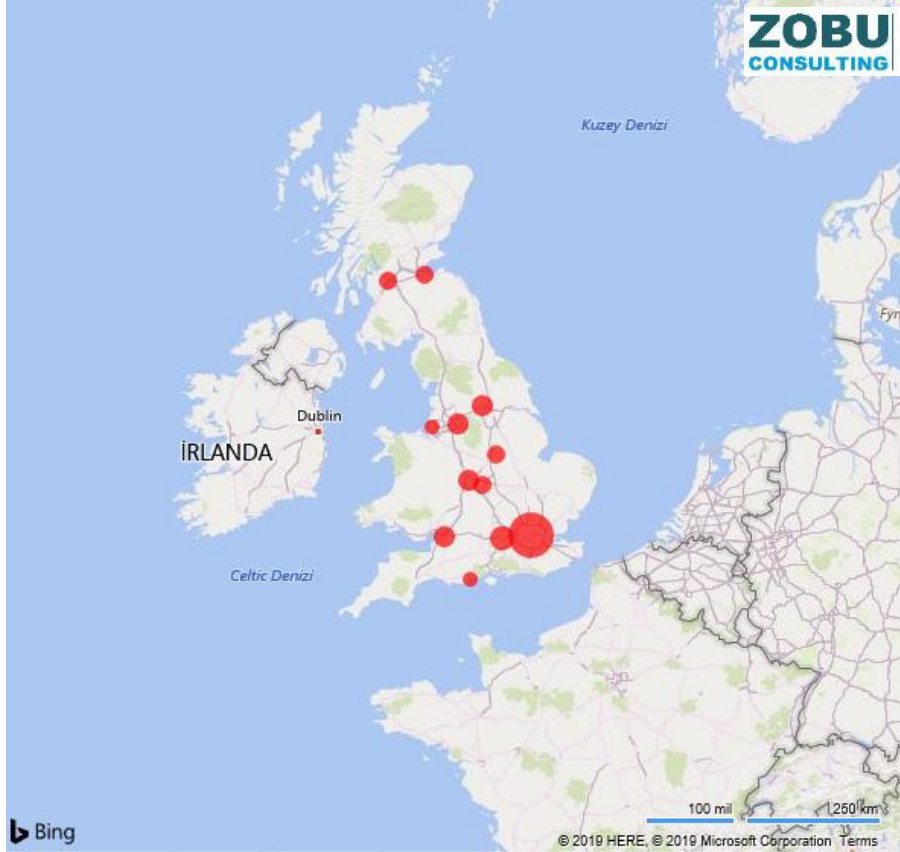 ZOBU
CONSULTING
Kuzey Denizi
Fyn
Dublin
İRLANDA
Celtic Denizi
100 mil
250 km
Bing
© 2019 HERE, © 2019 Microsoft Corporation Terms